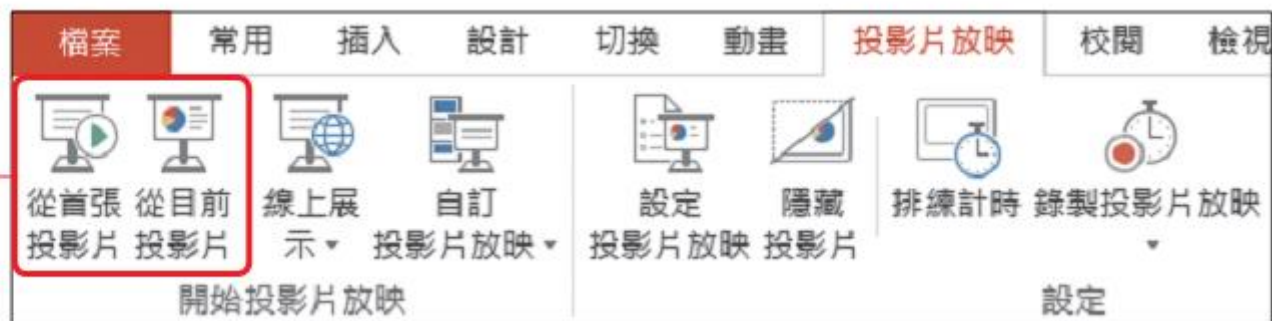 檔案 常用 插入 設計 切換 動畫 投影片放映 校閱 檢視
從首張 從目前 線上展 自訂 設定 隱藏 排練計時 錄製投影片放映
投影片 投影片 示 投影片放映 投影片放映 投影片
開始投影片放映 設定